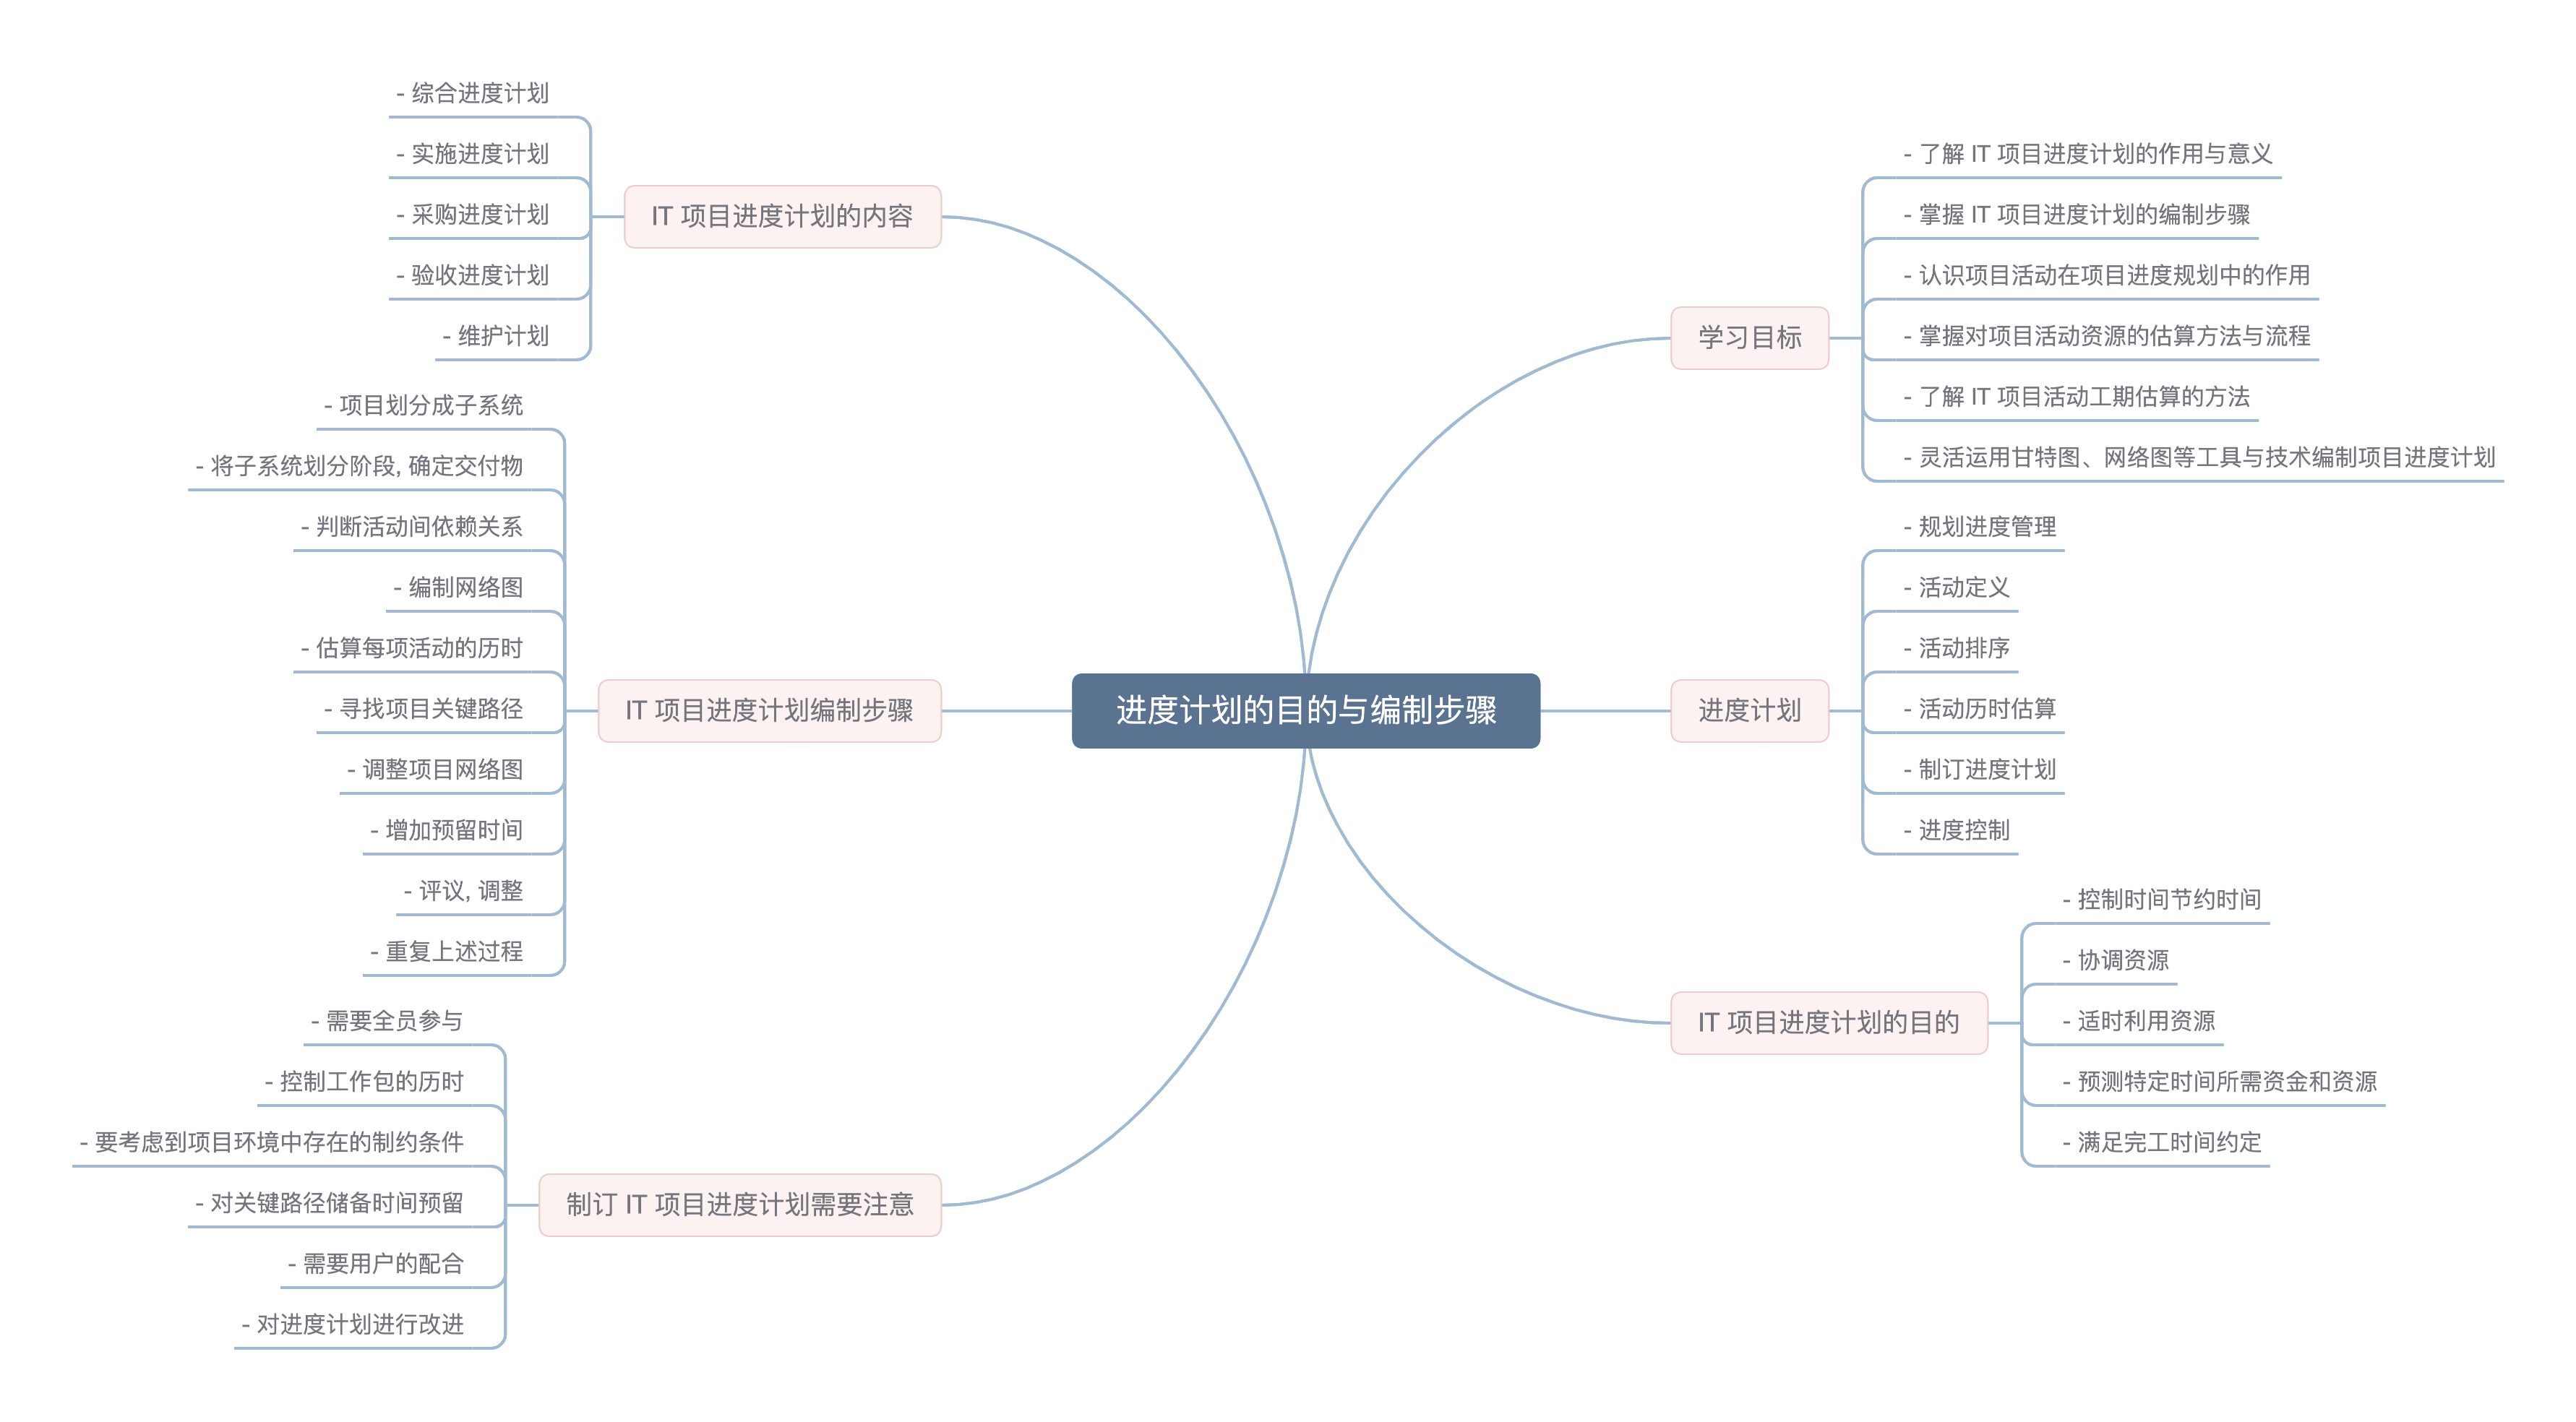 进度计划的目的与编制步骤
学习目标
- 了解 IT 项目进度计划的作用与意义
- 掌握 IT 项目进度计划的编制步骤
- 认识项目活动在项目进度规划中的作用
- 掌握对项目活动资源的估算方法与流程
- 了解 IT 项目活动工期估算的方法
- 灵活运用甘特图、网络图等工具与技术编制项目进度计划
进度计划
- 规划进度管理
- 活动定义
- 活动排序
- 活动历时估算
- 制订进度计划
- 进度控制
IT 项目进度计划的目的
- 控制时间节约时间
- 协调资源
- 适时利用资源
- 预测特定时间所需资金和资源
- 满足完工时间约定
IT 项目进度计划的内容
- 综合进度计划
- 实施进度计划
- 采购进度计划
- 验收进度计划
- 维护计划
IT 项目进度计划编制步骤
- 项目划分成子系统
- 将子系统划分阶段, 确定交付物
- 判断活动间依赖关系
- 编制网络图
- 估算每项活动的历时
- 寻找项目关键路径
- 调整项目网络图
- 增加预留时间
- 评议, 调整
- 重复上述过程
制订 IT 项目进度计划需要注意
- 需要全员参与
- 控制工作包的历时
- 要考虑到项目环境中存在的制约条件
- 对关键路径储备时间预留
- 需要用户的配合
- 对进度计划进行改进